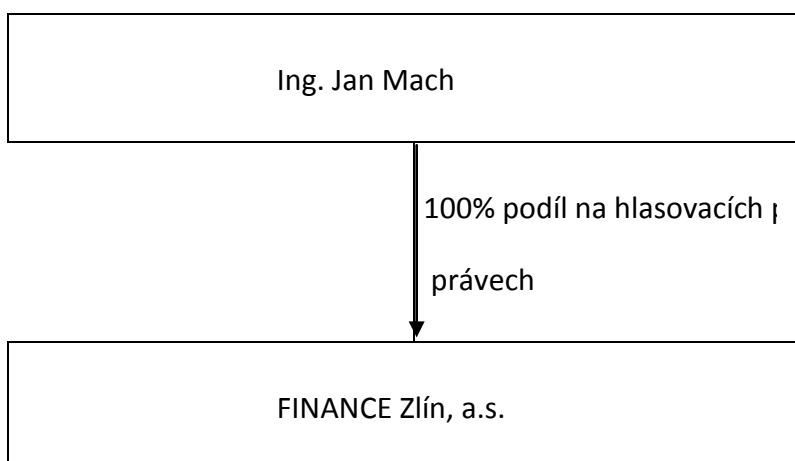 Ing. Jan Mach
100% podíl na hlasovacích
právech
FINANCE Zlín, a.s.